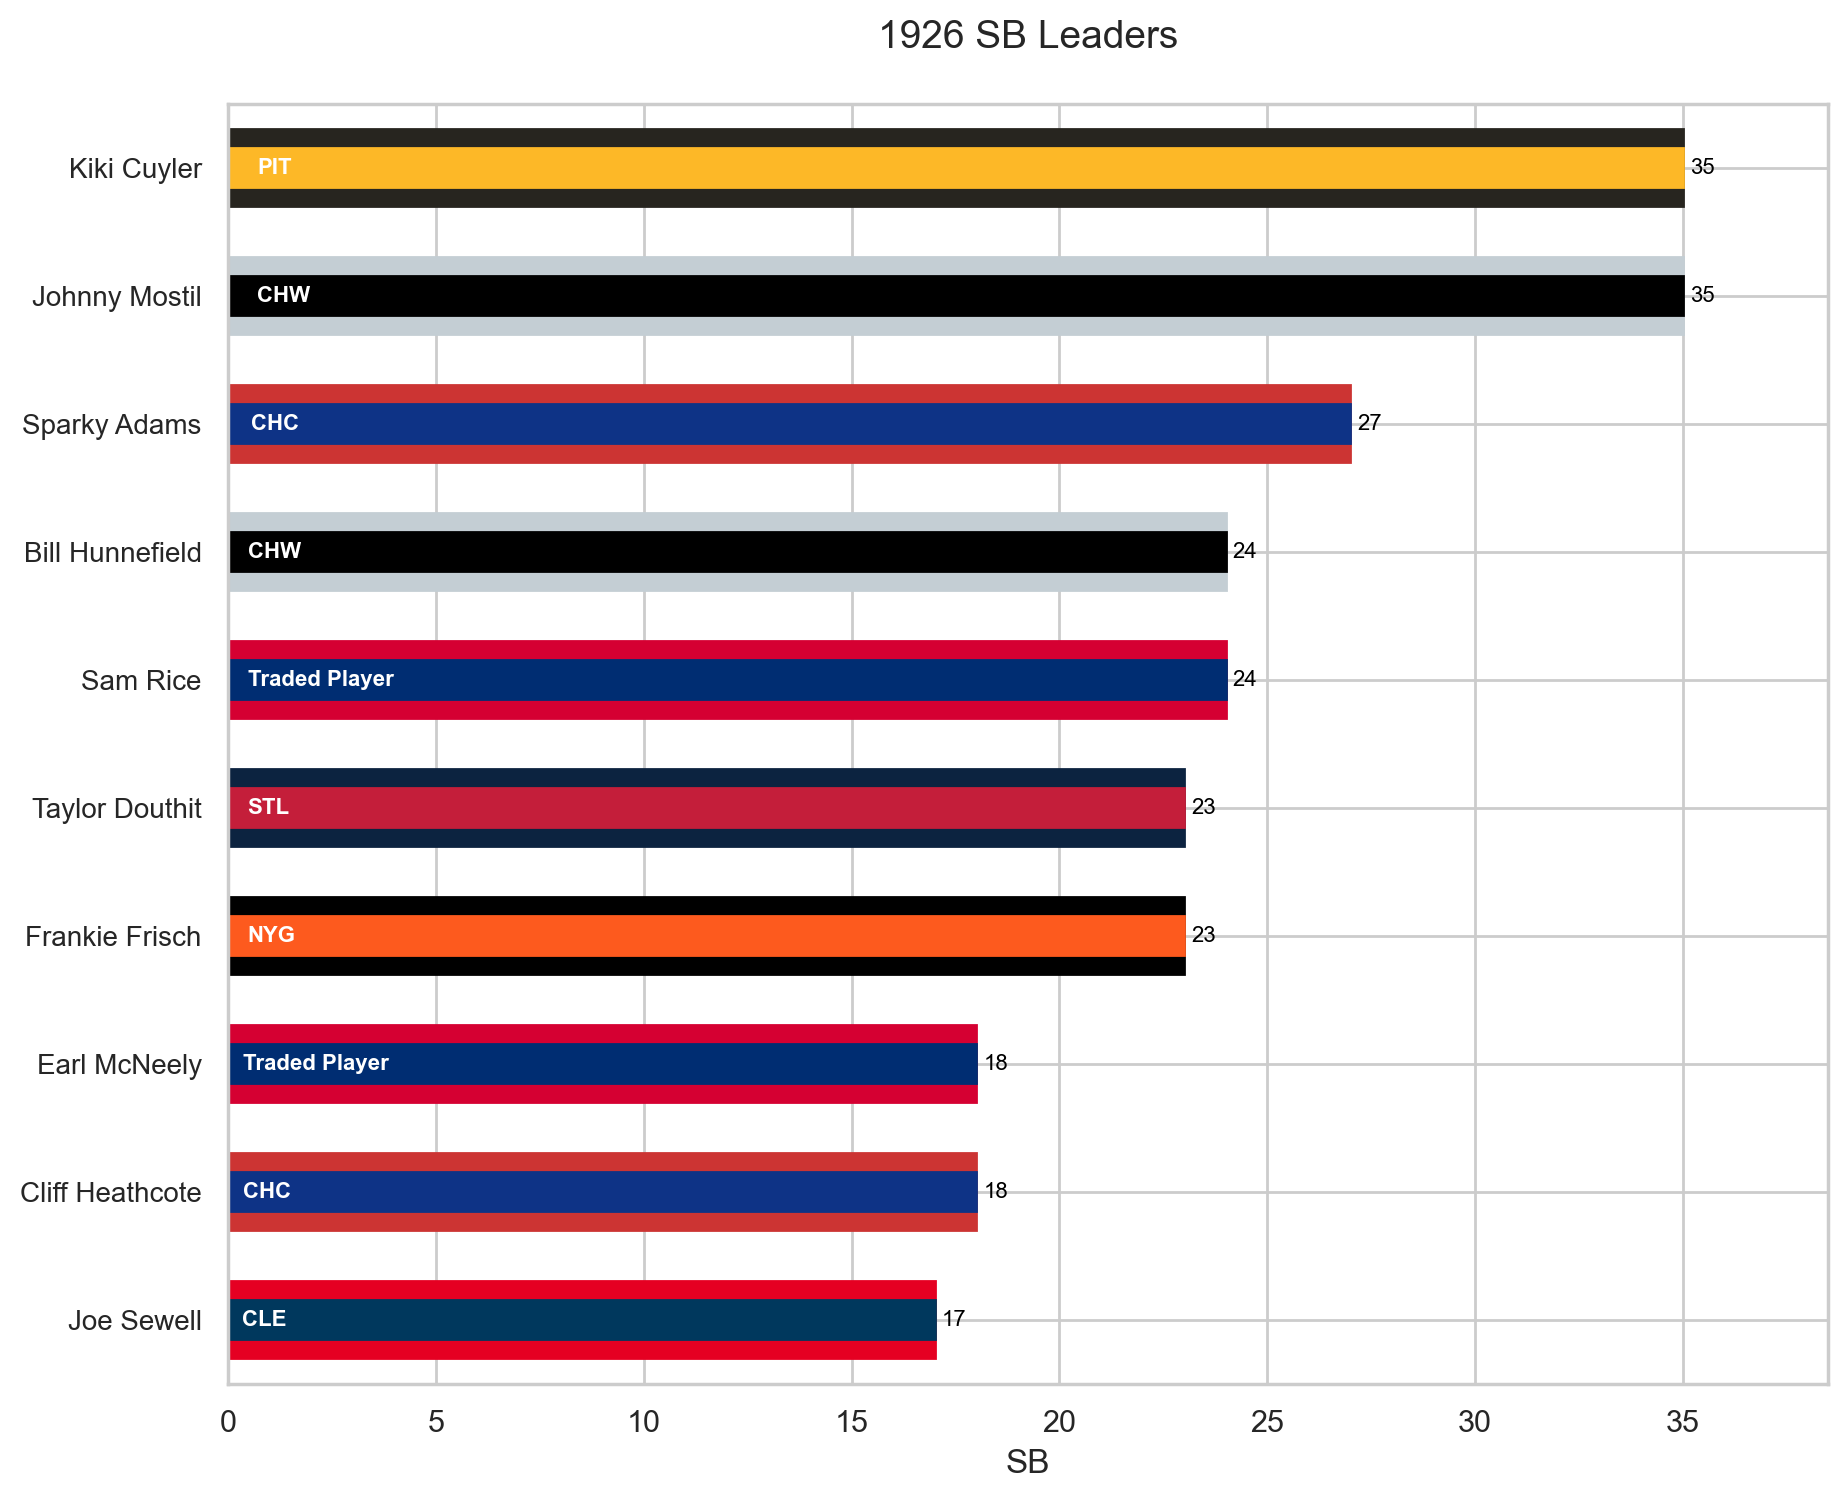 1926 SB Leaders
Kiki Cuyler PIT 35
Johnny Mostil CHW 35
Sparky Adams CHC 27
Bill Hunnefield CHW 24
Sam Rice Traded Player 24
Taylor Douthit STL 23
Frankie Frisch NYG 23
Earl McNeely Traded Player 18
Cliff Heathcote CHC 18
Joe Sewell CLE 17
0 5 10 15 20 25 30 35
SB